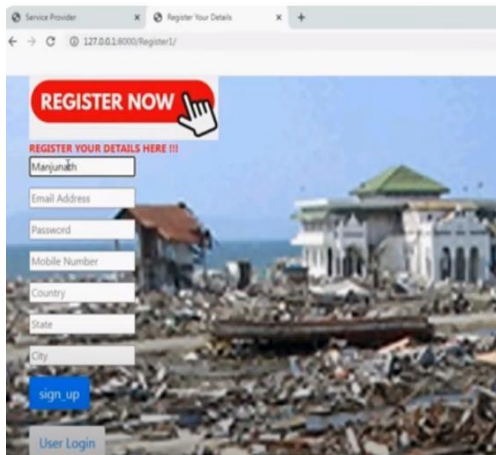 Service Provider
Register Your Details
127.0.0.1:8000/Register1/
REGISTER NOW
REGISTER YOUR DETAILS HERE !!!
Manjunath
Email Address
Password
Mobile Number
Country
State
City
sign_up
User Login